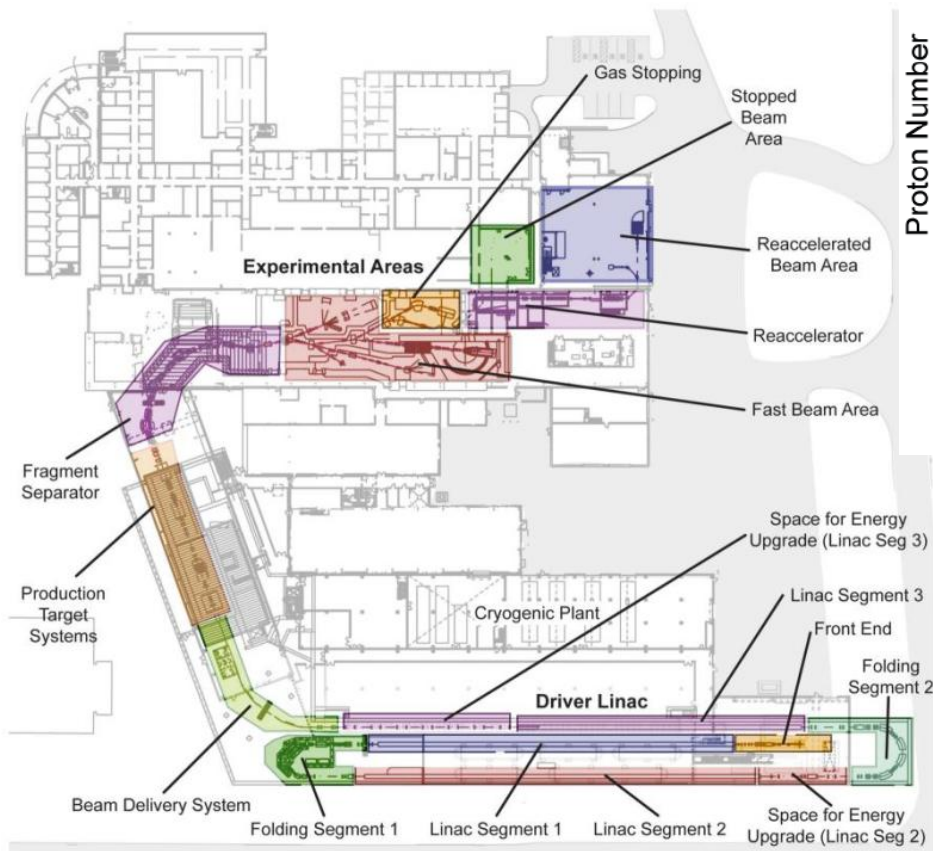 Proton Number
Gas Stopping
Stopped
Beam
Area
Experimental Areas
Reaccelerated
Beam Area
Reaccelerator
Fast Beam Area
Fragment
Separator
Space for Energy
Upgrade (Linac Seg 3)
Production
Target
Systems
Cryogenic Plant
Linac Segment 3
Front End
Driver Linac
Folding
Segment 2
Beam Delivery System
Folding Segment 1
Linac Segment 1
Linac Segment 2
Space for Energy
Upgrade (Linac Seg 2)